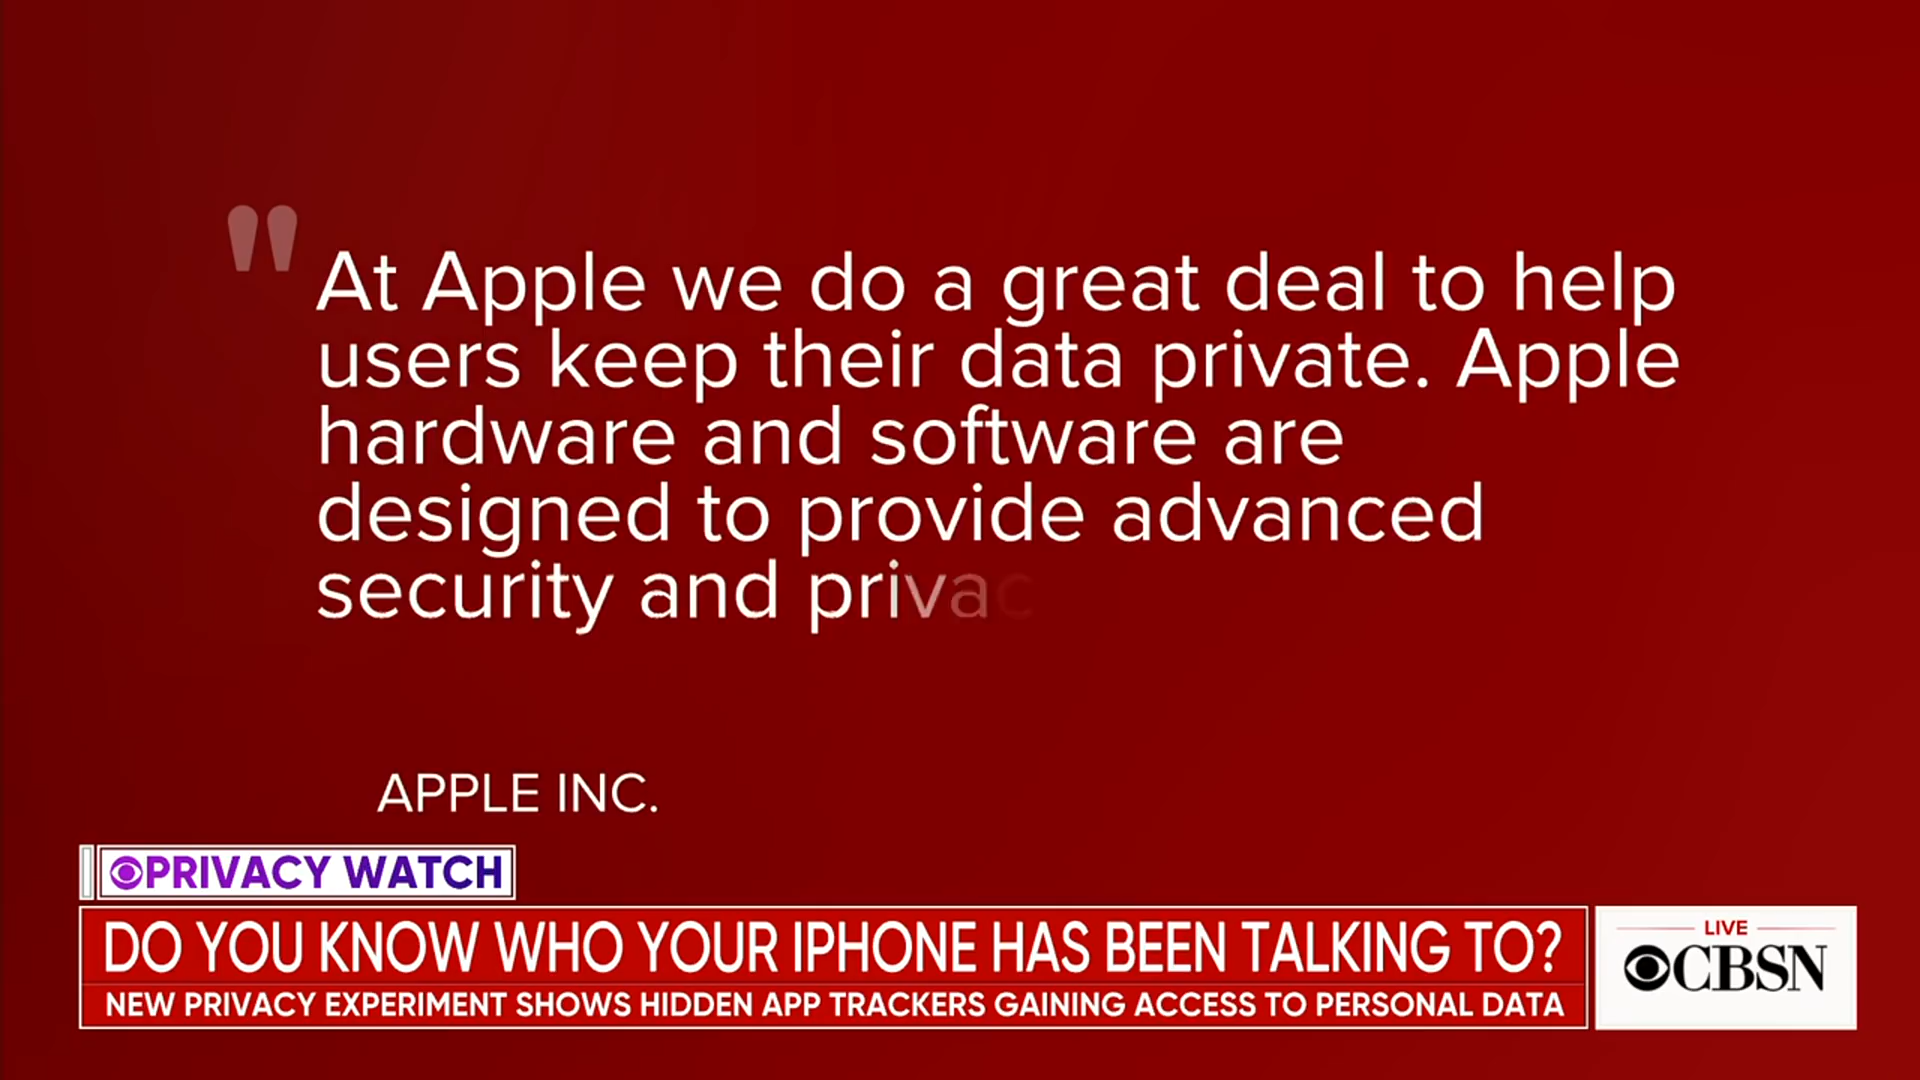 "At Apple we do a great deal to help
users keep their data private. Apple
hardware and software are
designed to provide advanced
security and privac
APPLE INC.
PRIVACY WATCH
DO YOU KNOW WHO YOUR IPHONE HAS BEEN TALKING TO?
NEW PRIVACY EXPERIMENT SHOWS HIDDEN APP TRACKERS GAINING ACCESS TO PERSONAL DATA
LIVE
CBSN